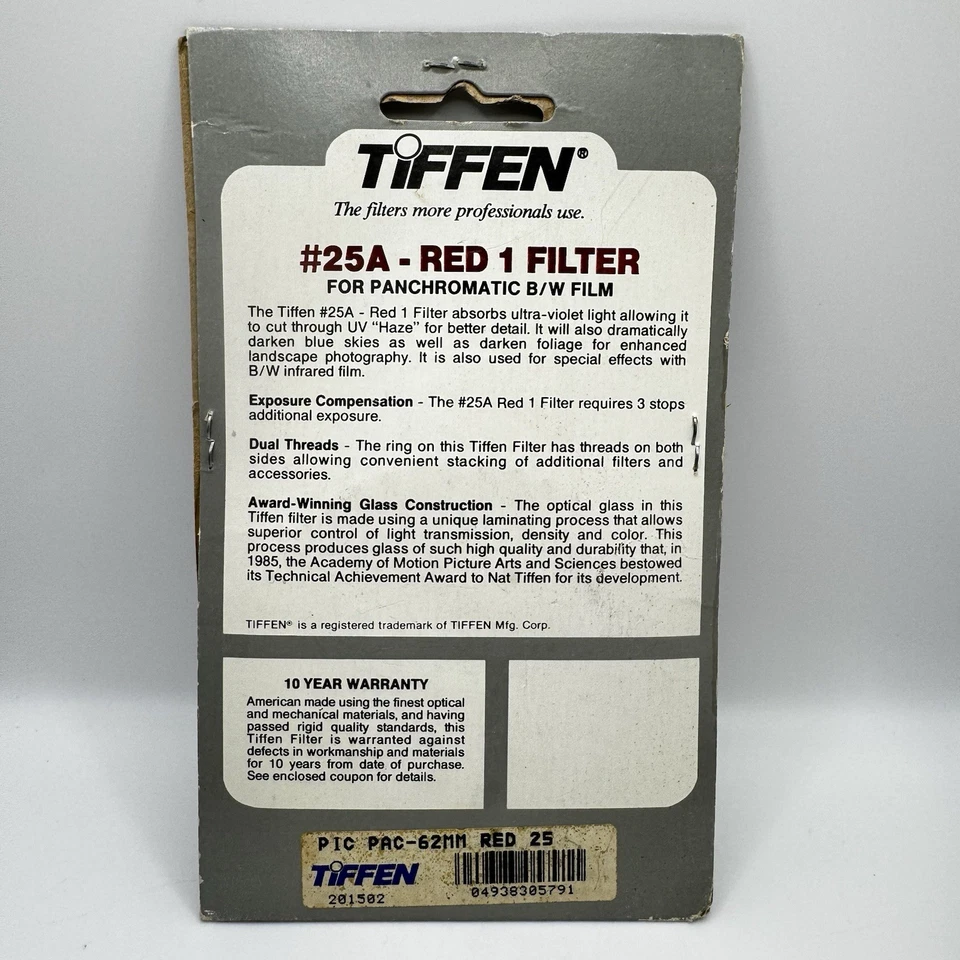 TiFFEN®
The filters more professionals use.
#25A - RED 1 FILTER
FOR PANCHROMATIC B/W FILM
The Tiffen #25A - Red 1 Filter absorbs ultra-violet light allowing it
to cut through UV "Haze" for better detail. It will also dramatically
darken blue skies as well as darken foliage for enhanced
landscape photography. It is also used for special effects with
B/W infrared film.
Exposure Compensation - The #25A Red 1 Filter requires 3 stops
additional exposure.
Dual Threads - The ring on this Tiffen Filter has threads on both
sides allowing convenient stacking of additional filters and
accessories.
Award-Winning Glass Construction - The optical glass in this
Tiffen filter is made using a unique laminating process that allows
superior control of light transmission, density and color. This
process produces glass of such high quality and durability that, in
1985, the Academy of Motion Picture Arts and Sciences bestowed
its Technical Achievement Award to Nat Tiffen for its development.
TIFFEN® is a registered trademark of TIFFEN Mfg. Corp.
10 YEAR WARRANTY
American made using the finest optical
and mechanical materials, and having
passed rigid quality standards, this
Tiffen Filter is warranted against
defects in workmanship and materials
for 10 years from date of purchase.
See enclosed coupon for details.
PIC PAC-62MM RED 25
TiFFEN
201502
04938305791